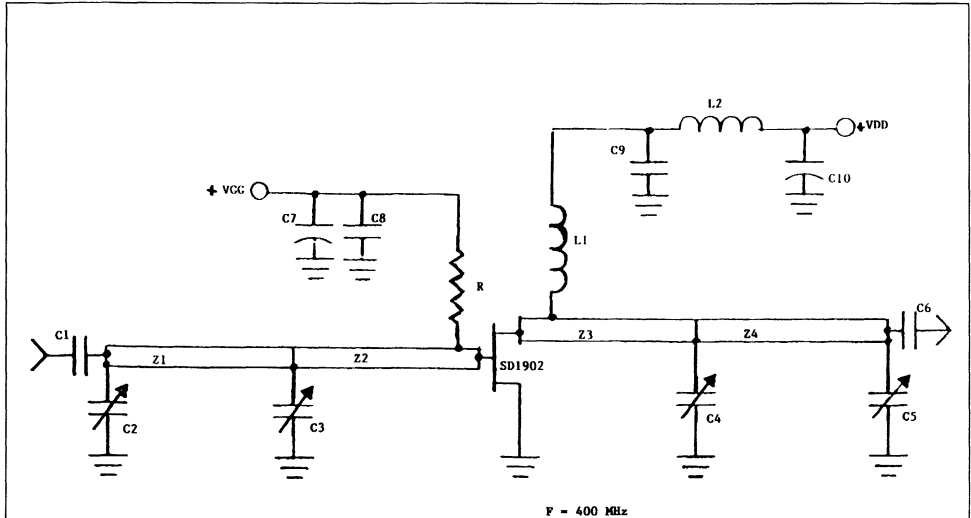 L2
+VDD
C9
C10
+ VGG
C7
C8
L1
R
C6
C1
Z3
Z4
Z1
Z2
SD1902
C2
C3
C4
C5
F = 400 MHz